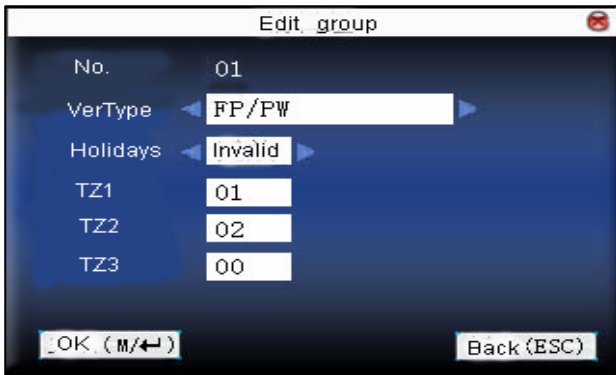 Edit group
No. 01
VerType FP/PW
Holidays Invalid
TZ1 01
TZ2 02
TZ3 00
OK (M/↵) Back(ESC)